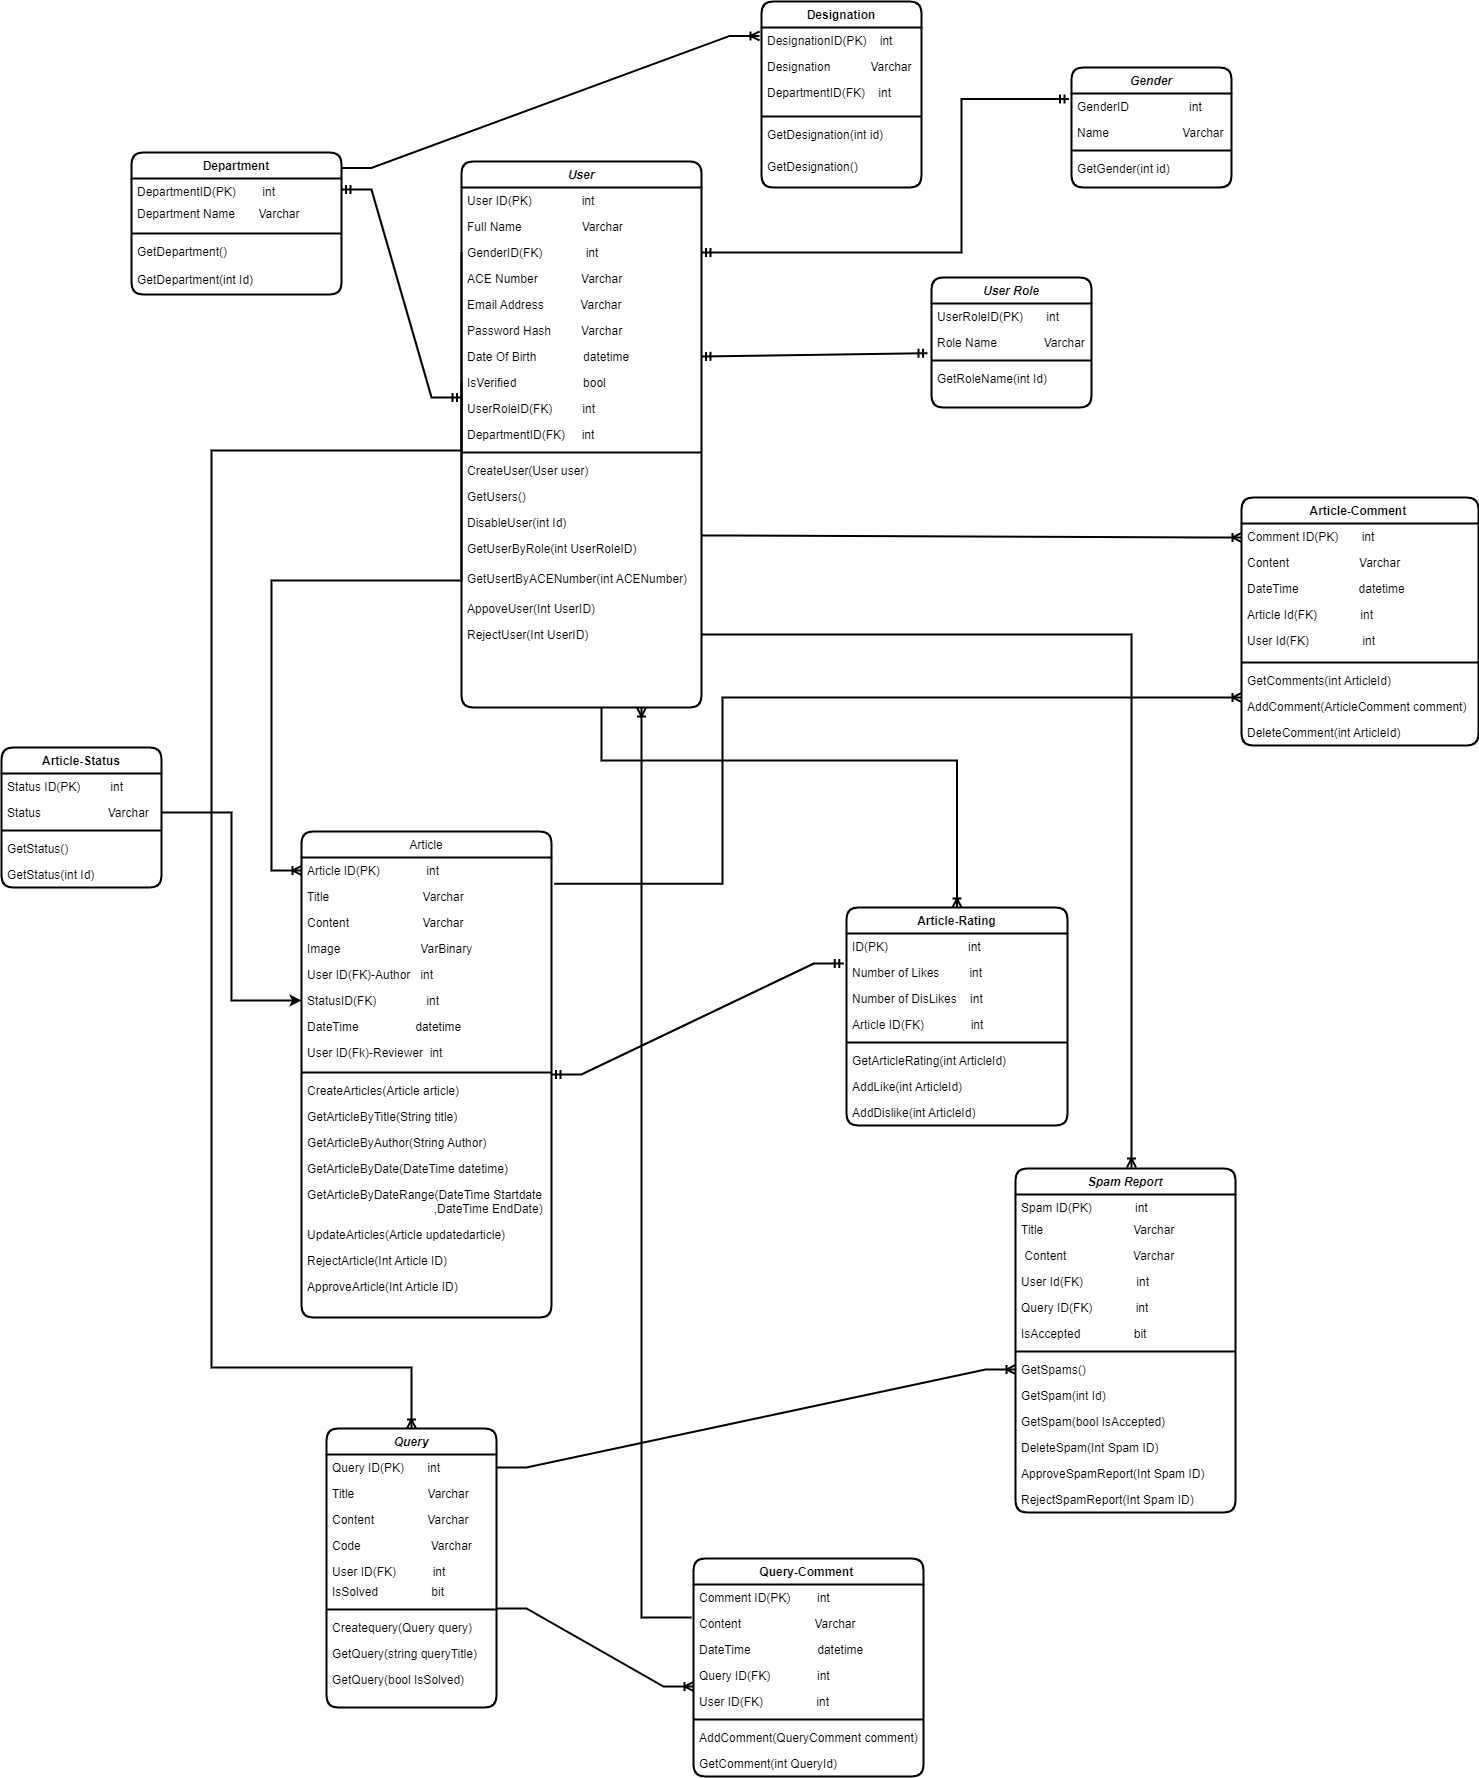 Designation
DesignationID(PK) int
Designation Varchar
DepartmentID(FK) int
GetDesignation(int id)
GetDesignation()
Gender
GenderID int
Name Varchar
GetGender(int id)
Department
DepartmentID(PK) int
Department Name Varchar
GetDepartment()
GetDepartment(int Id)
User
User ID(PK) int
Full Name Varchar
GenderID(FK) int
ACE Number Varchar
Email Address Varchar
Password Hash Varchar
Date Of Birth datetime
IsVerified bool
UserRoleID(FK) int
DepartmentID(FK) int
CreateUser(User user)
GetUsers()
DisableUser(int Id)
GetUserByRole(int UserRoleID)
GetUsertByACENumber(int ACENumber)
AppoveUser(Int UserID)
RejectUser(Int UserID)
User Role
UserRoleID(PK) int
Role Name Varchar
GetRoleName(int Id)
Article-Comment
Comment ID(PK) int
Content Varchar
DateTime datetime
Article Id(FK) int
User Id(FK) int
GetComments(int ArticleId)
AddComment(ArticleComment comment)
DeleteComment(int ArticleId)
Article-Status
Status ID(PK) int
Status Varchar
GetStatus()
GetStatus(int Id)
Article
Article ID(PK) int
Title Varchar
Content Varchar
Image VarBinary
User ID(FK)-Author int
StatusID(FK) int
DateTime datetime
User ID(Fk)-Reviewer int
CreateArticles(Article article)
GetArticleByTitle(String title)
GetArticleByAuthor(String Author)
GetArticleByDate(DateTime datetime)
GetArticleByDateRange(DateTime Startdate
,DateTime EndDate)
UpdateArticles(Article updatedarticle)
RejectArticle(Int Article ID)
ApproveArticle(Int Article ID)
Article-Rating
ID(PK) int
Number of Likes int
Number of DisLikes int
Article ID(FK) int
GetArticleRating(int ArticleId)
AddLike(int ArticleId)
AddDislike(int ArticleId)
Spam Report
Spam ID(PK) int
Title Varchar
Content Varchar
User Id(FK) int
Query ID(FK) int
IsAccepted bit
GetSpams()
GetSpam(int Id)
GetSpam(bool IsAccepted)
DeleteSpam(Int Spam ID)
ApproveSpamReport(Int Spam ID)
RejectSpamReport(Int Spam ID)
Query
Query ID(PK) int
Title Varchar
Content Varchar
Code Varchar
User ID(FK) int
IsSolved bit
Createquery(Query query)
GetQuery(string queryTitle)
GetQuery(bool IsSolved)
Query-Comment
Comment ID(PK) int
Content Varchar
DateTime datetime
Query ID(FK) int
User ID(FK) int
AddComment(QueryComment comment)
GetComment(int QueryId)